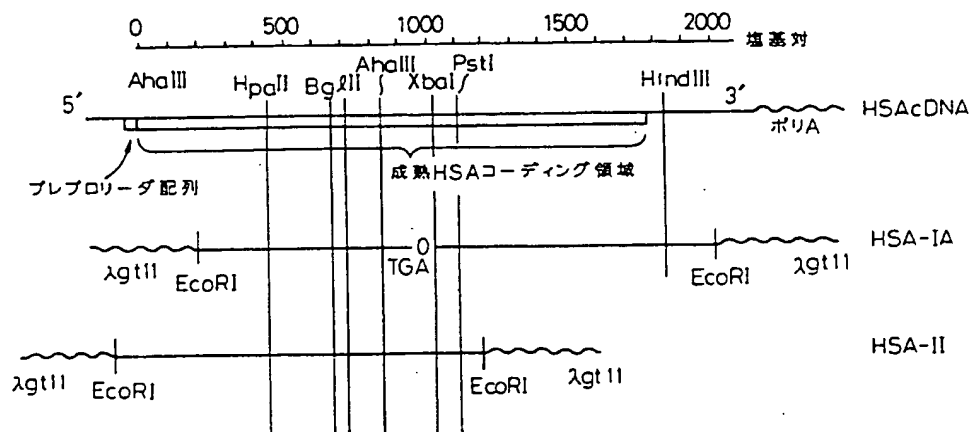 0 500 1000 1500 2000 塩基対
AhaIII HpaII BglII AhaIII XbaI PstI HindIII
5′ 3′ HSAcDNA
ポリA
プレプロリーダ配列 成熟HSAコーディング領域
0 HSA-IA
TGA
λgt11 EcoRI EcoRI λgt11
HSA-II
λgt11 EcoRI EcoRI λgt11